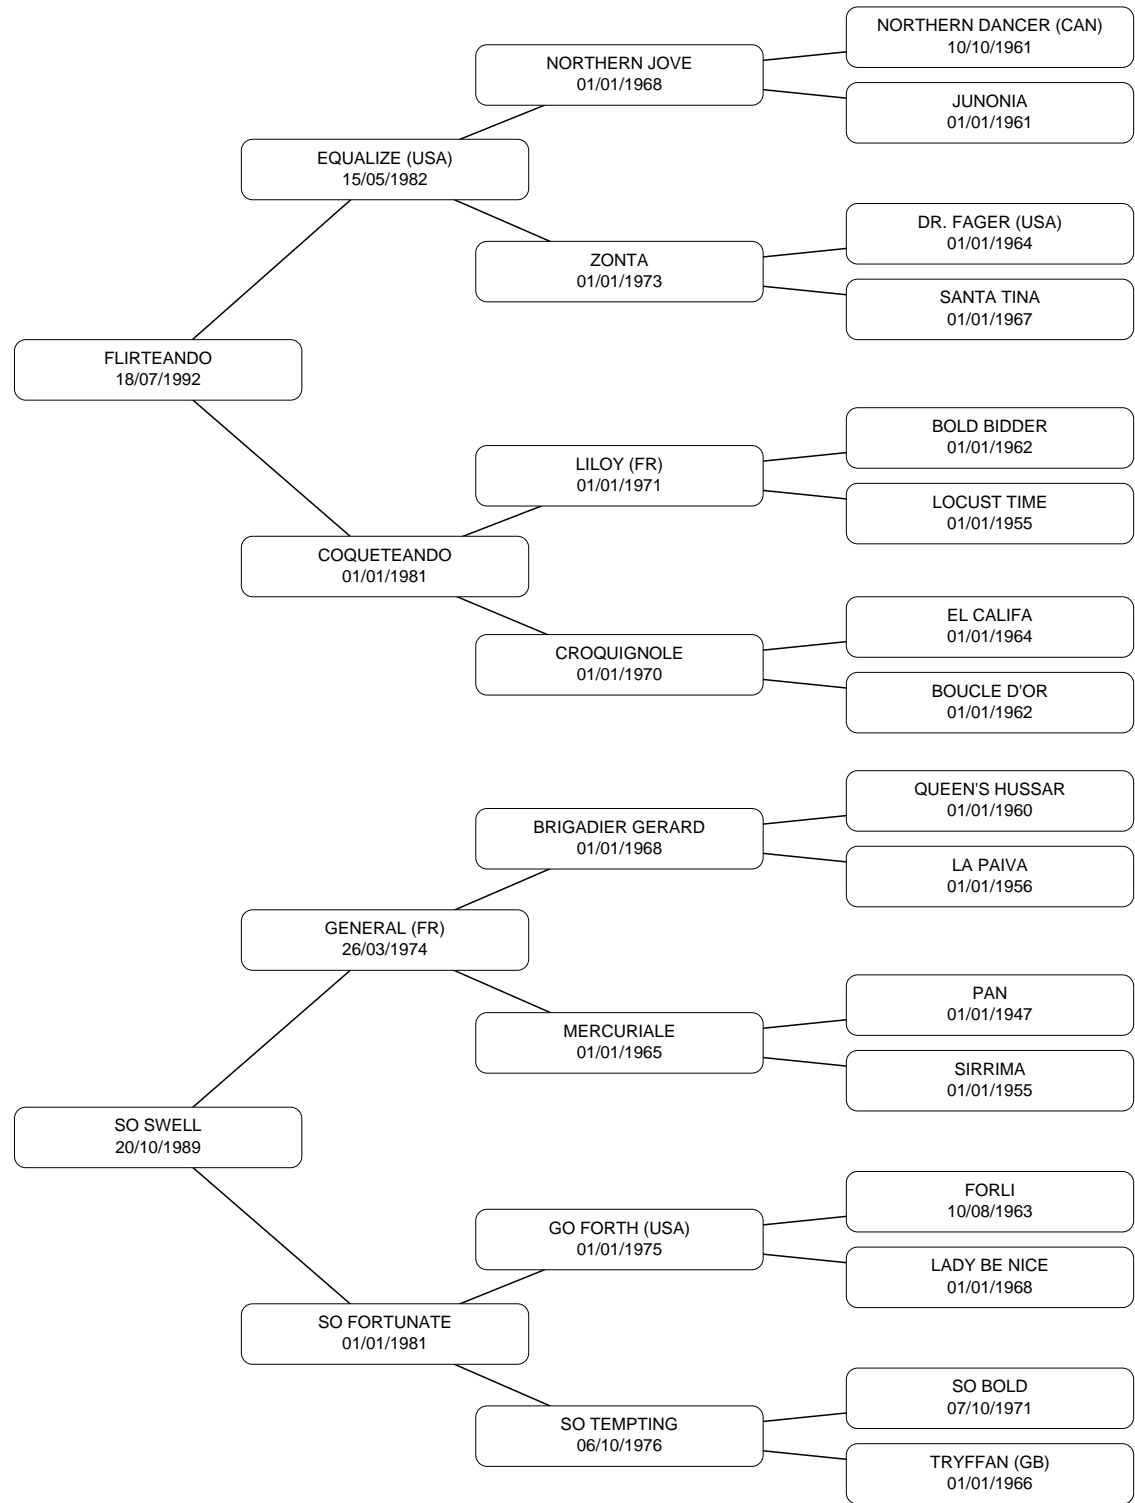 NORTHERN DANCER (CAN)
10/10/1961
NORTHERN JOVE
01/01/1968
JUNONIA
01/01/1961
EQUALIZE (USA)
15/05/1982
DR. FAGER (USA)
01/01/1964
ZONTA
01/01/1973
SANTA TINA
01/01/1967
FLIRTEANDO
18/07/1992
BOLD BIDDER
01/01/1962
LILOY (FR)
01/01/1971
LOCUST TIME
01/01/1955
COQUETEANDO
01/01/1981
EL CALIFA
01/01/1964
CROQUIGNOLE
01/01/1970
BOUCLE D'OR
01/01/1962
QUEEN'S HUSSAR
01/01/1960
BRIGADIER GERARD
01/01/1968
LA PAIVA
01/01/1956
GENERAL (FR)
26/03/1974
PAN
01/01/1947
MERCURIALE
01/01/1965
SIRRIMA
01/01/1955
SO SWELL
20/10/1989
FORLI
10/08/1963
GO FORTH (USA)
01/01/1975
LADY BE NICE
01/01/1968
SO FORTUNATE
01/01/1981
SO BOLD
07/10/1971
SO TEMPTING
06/10/1976
TRYFFAN (GB)
01/01/1966